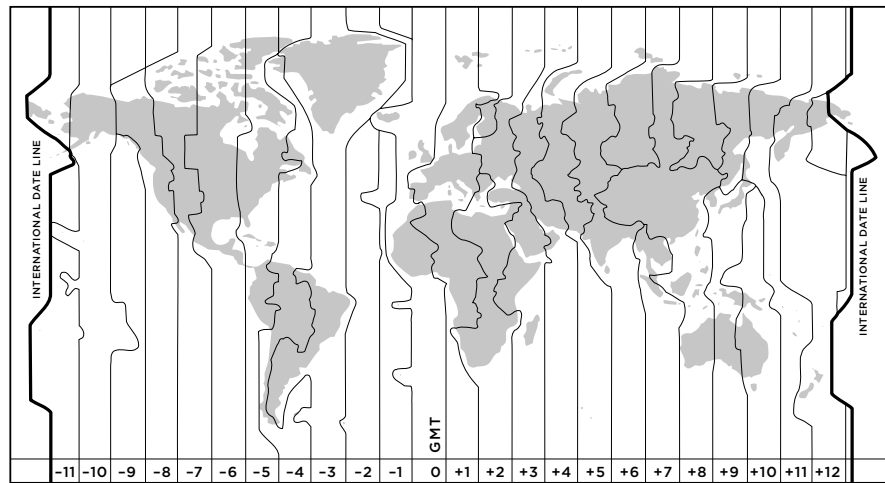 INTERNATIONAL DATE LINE
INTERNATIONAL DATE LINE
GMT
−11 −10 −9 −8 −7 −6 −5 −4 −3 −2 −1 0 +1 +2 +3 +4 +5 +6 +7 +8 +9 +10 +11 +12